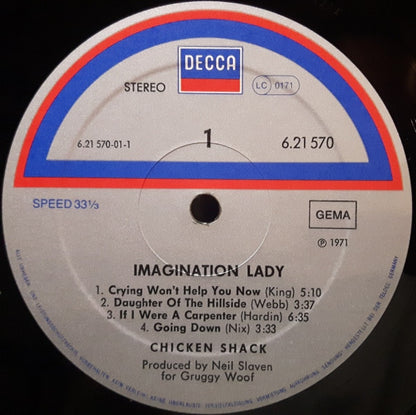 DECCA
STEREO
LC 0171
6.21 570-01-1
1
6.21 570
SPEED 33⅓
GEMA
℗ 1971
IMAGINATION LADY
1. Crying Won't Help You Now (King) 5:10
2. Daughter Of The Hillside (Webb) 3:37
3. If I Were A Carpenter (Hardin) 6:35
4. Going Down (Nix) 3:33
CHICKEN SHACK
Produced by Neil Slaven
for Gruggy Woof